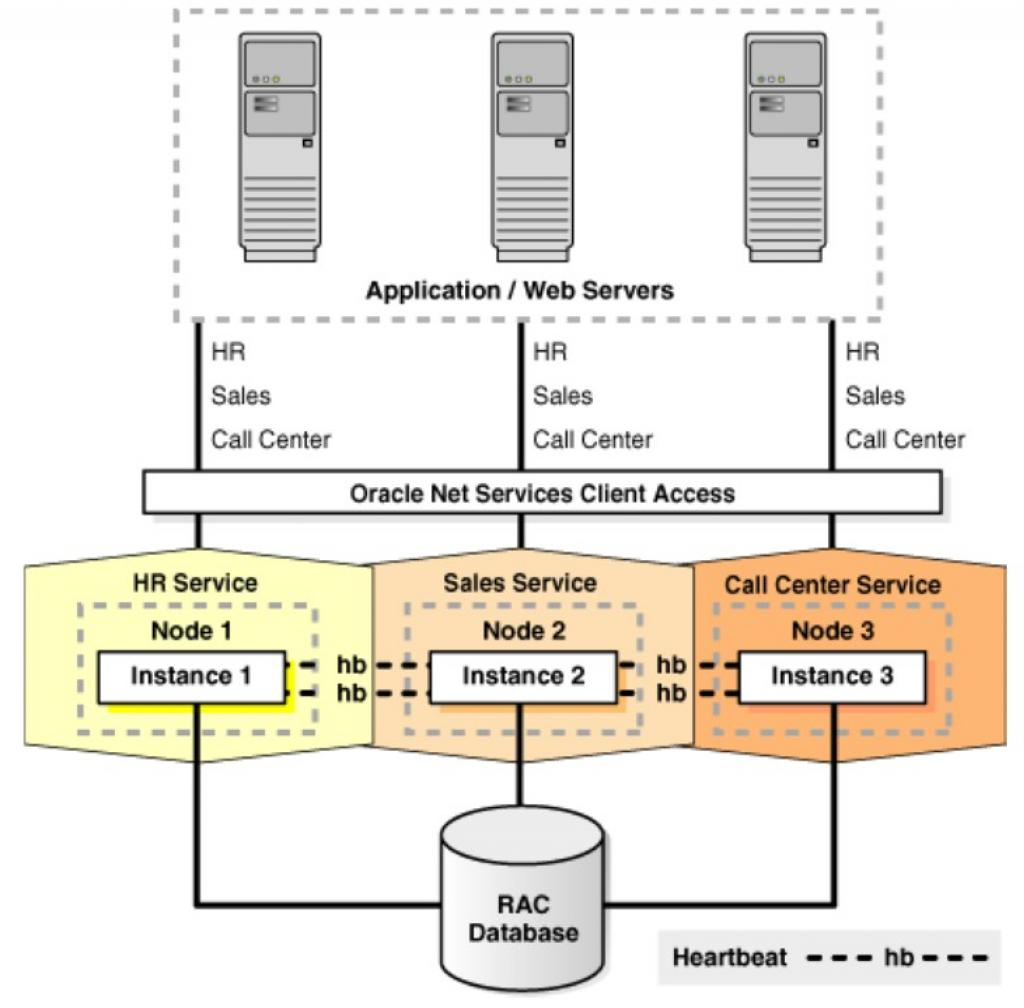 Application / Web Servers
HR
Sales
Call Center
HR
Sales
Call Center
HR
Sales
Call Center
Oracle Net Services Client Access
HR Service
Node 1
Instance 1
Sales Service
Node 2
Instance 2
Call Center Service
Node 3
Instance 3
hb
hb
hb
hb
RAC
Database
Heartbeat hb